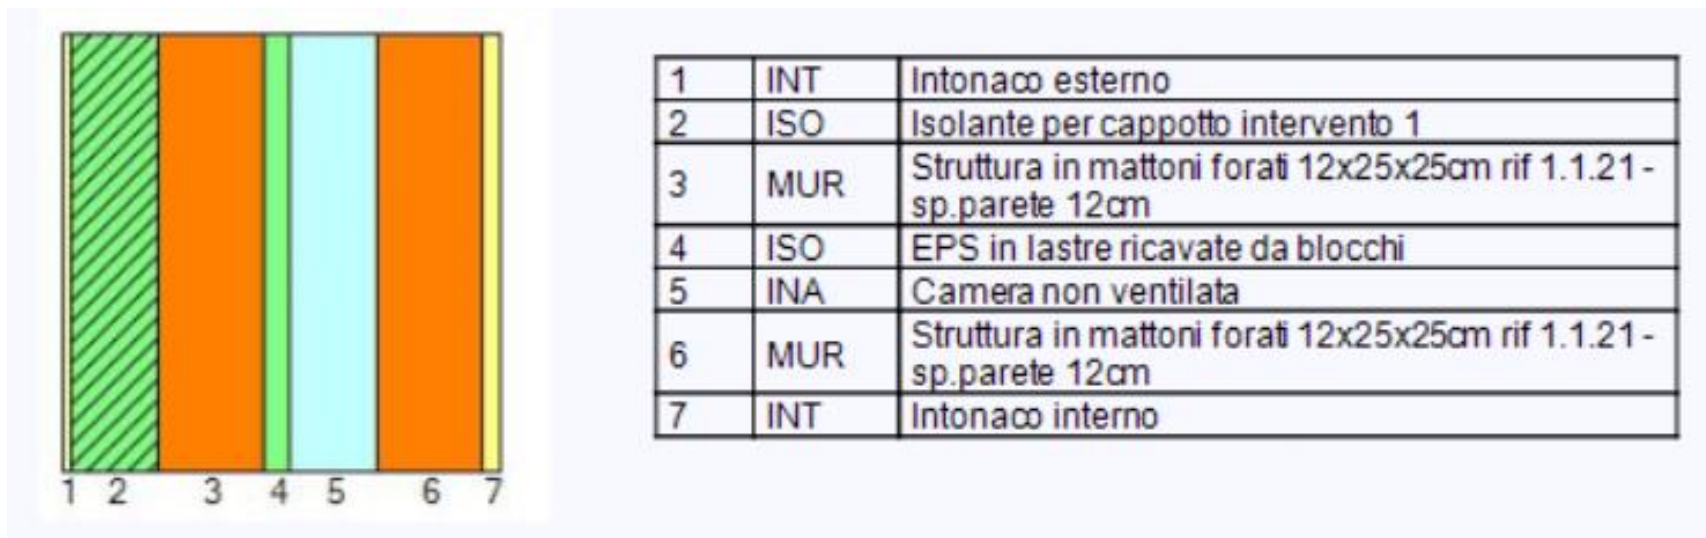 1 INT Intonaco esterno
2 ISO Isolante per cappotto intervento 1
3 MUR Struttura in mattoni forati 12x25x25cm rif 1.1.21 -
sp.parete 12cm
4 ISO EPS in lastre ricavate da blocchi
5 INA Camera non ventilata
6 MUR Struttura in mattoni forati 12x25x25cm rif 1.1.21 -
sp.parete 12cm
7 INT Intonaco interno
1 2 3 4 5 6 7